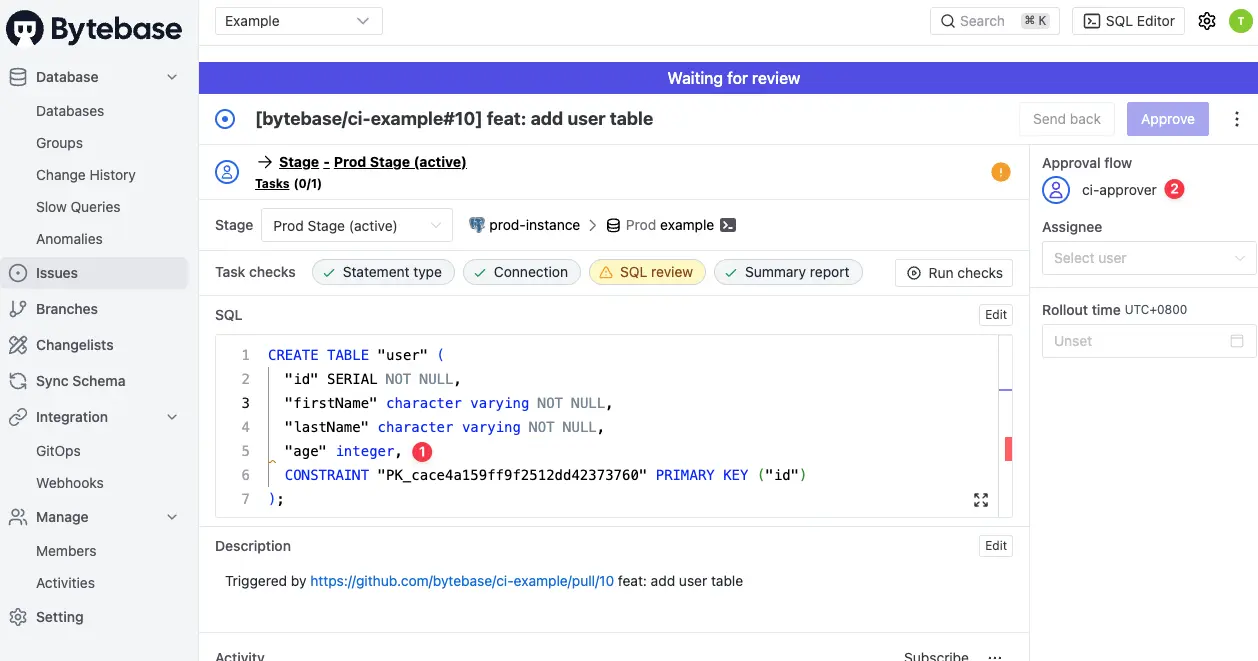 Bytebase
Example
Search ⌘ K
SQL Editor
T
Database
Databases
Groups
Change History
Slow Queries
Anomalies
Issues
Branches
Changelists
Sync Schema
Integration
GitOps
Webhooks
Manage
Members
Activities
Setting
Waiting for review
[bytebase/ci-example#10] feat: add user table
Send back
Approve
→ Stage - Prod Stage (active)
Tasks (0/1)
Stage Prod Stage (active) prod-instance > Prod example
Task checks Statement type Connection SQL review Summary report Run checks
SQL Edit
1 CREATE TABLE "user" (
2 "id" SERIAL NOT NULL,
3 "firstName" character varying NOT NULL,
4 "lastName" character varying NOT NULL,
5 "age" integer, 1
6 CONSTRAINT "PK_cace4a159ff9f2512dd42373760" PRIMARY KEY ("id")
7 );
Description Edit
Triggered by https://github.com/bytebase/ci-example/pull/10 feat: add user table
Activity Subscribe ...
Approval flow
ci-approver 2
Assignee
Select user
Rollout time UTC+0800
Unset